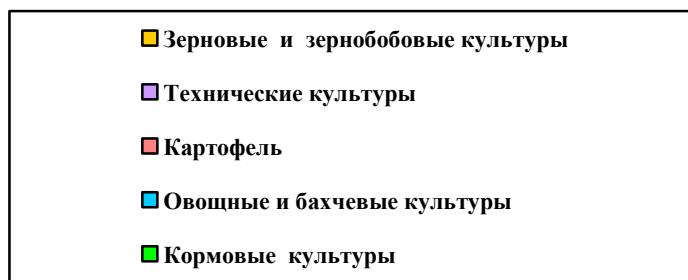 Зерновые и зернобобовые культуры
Технические культуры
Картофель
Овощные и бахчевые культуры
Кормовые культуры